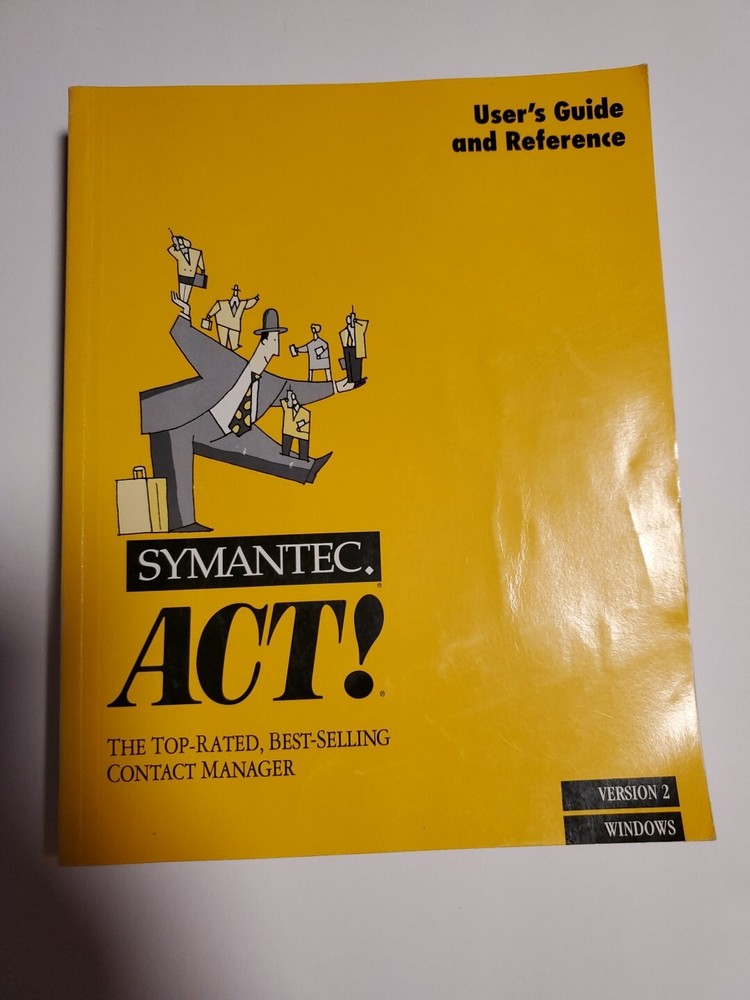 User's Guide
and Reference
SYMANTEC.
®
ACT!
®
THE TOP-RATED, BEST-SELLING
CONTACT MANAGER
VERSION 2
WINDOWS